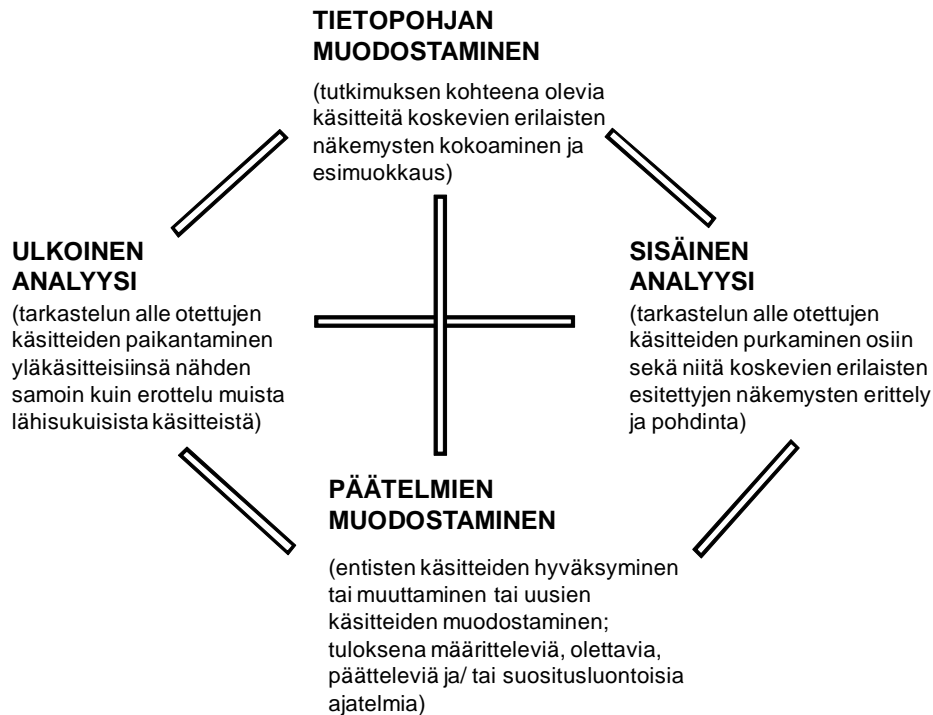 TIETOPOHJAN
MUODOSTAMINEN
(tutkimuksen kohteena olevia
käsitteitä koskevien erilaisten
näkemysten kokoaminen ja
esimuokkaus)
ULKOINEN
ANALYYSI
(tarkastelun alle otettujen
käsitteiden paikantaminen
yläkäsitteisiinsä nähden
samoin kuin erottelu muista
lähisukuisista käsitteistä)
SISÄINEN
ANALYYSI
(tarkastelun alle otettujen
käsitteiden purkaminen osiin
sekä niitä koskevien erilaisten
esitettyjen näkemysten erittely
ja pohdinta)
PÄÄTELMIEN
MUODOSTAMINEN
(entisten käsitteiden hyväksyminen
tai muuttaminen tai uusien
käsitteiden muodostaminen;
tuloksena määritteleviä, olettavia,
päätteleviä ja/ tai suositusluontoisia
ajatelmia)